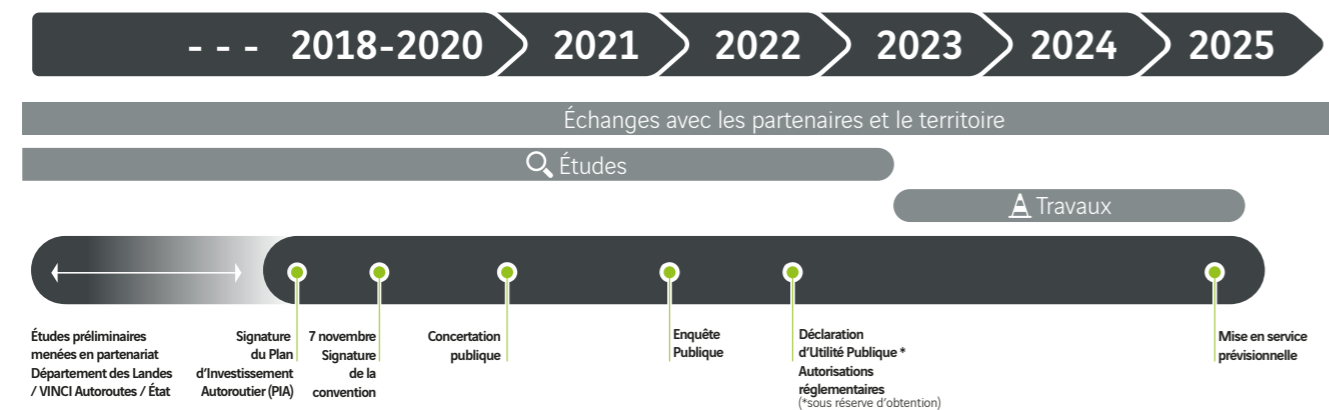 - - - 2018-2020 2021 2022 2023 2024 2025
Échanges avec les partenaires et le territoire
Études
Travaux
Études préliminaires
menées en partenariat
Département des Landes
/ VINCI Autoroutes / État
Signature
du Plan
d'Investissement
Autoroutier (PIA)
7 novembre
Signature
de la
convention
Concertation
publique
Enquête
Publique
Déclaration
d'Utilité Publique *
Autorisations
réglementaires
(*sous réserve d'obtention)
Mise en service
prévisionnelle